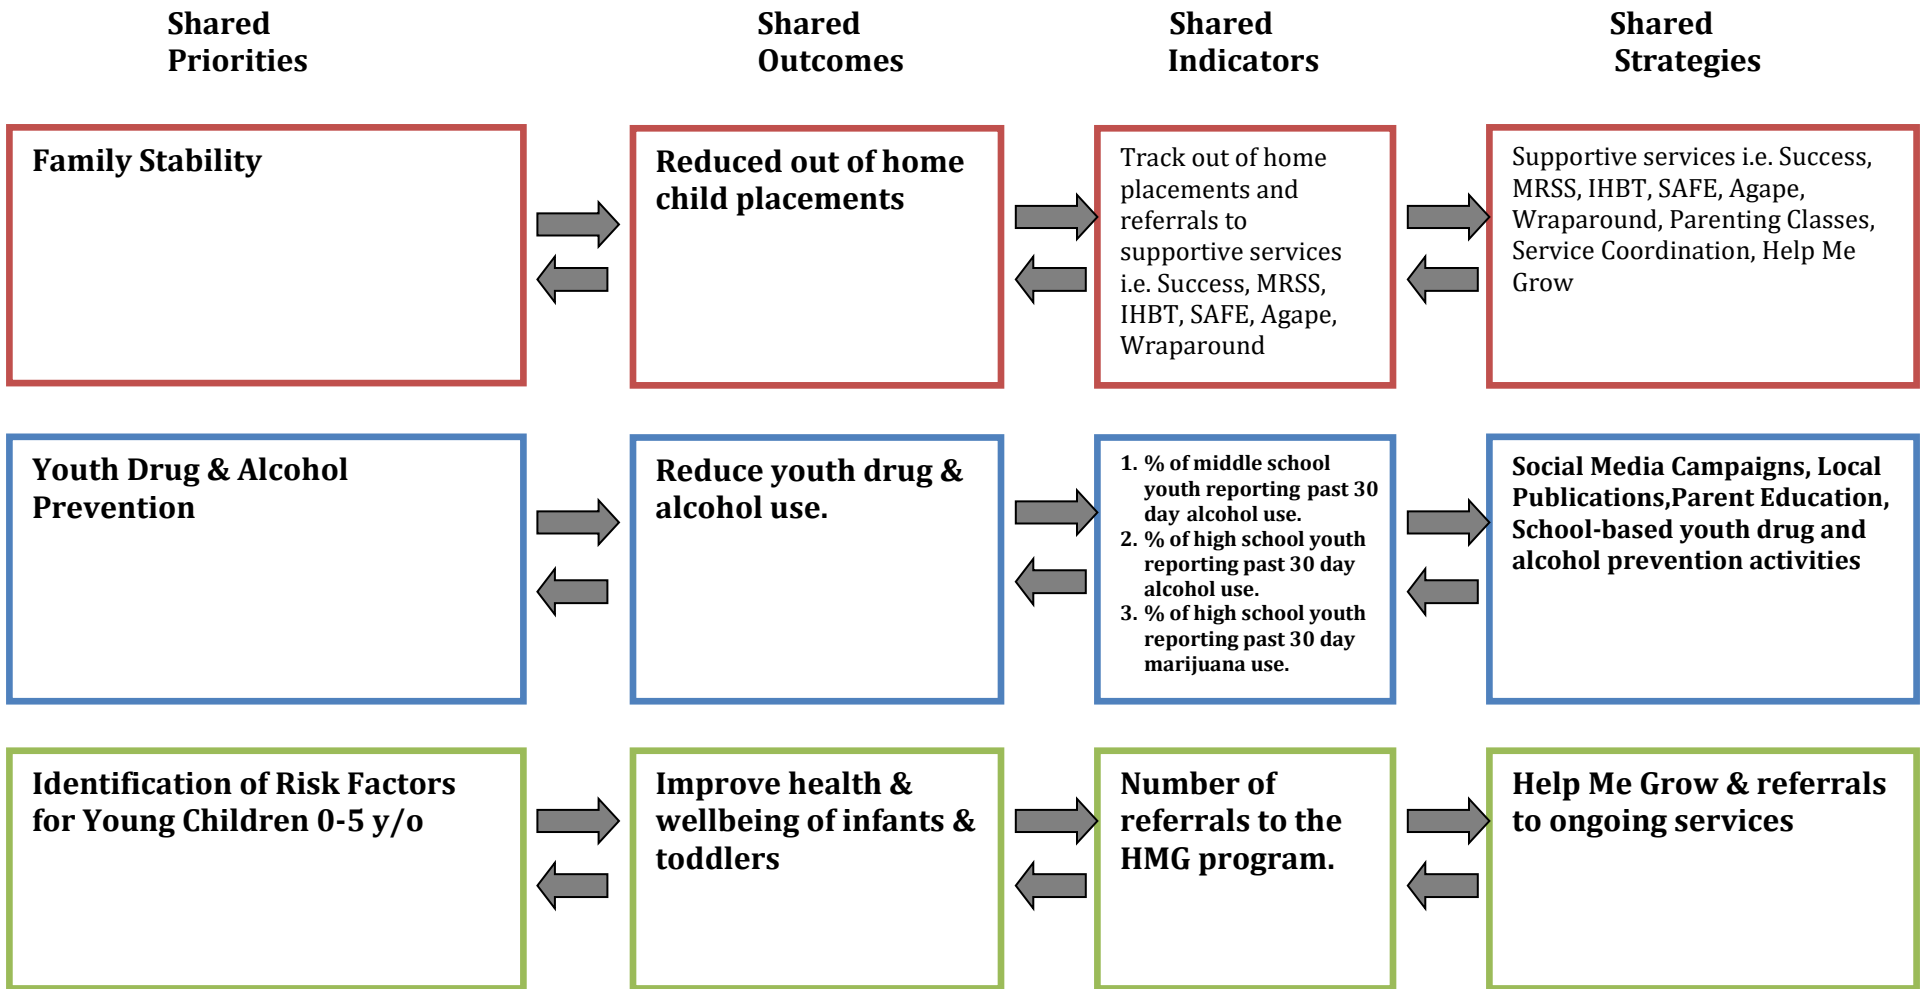 Shared
Priorities
Shared
Outcomes
Shared
Indicators
Shared
Strategies
Family Stability
Reduced out of home
child placements
Track out of home
placements and
referrals to
supportive services
i.e. Success, MRSS,
IHBT, SAFE, Agape,
Wraparound
Supportive services i.e. Success,
MRSS, IHBT, SAFE, Agape,
Wraparound, Parenting Classes,
Service Coordination, Help Me
Grow
Youth Drug & Alcohol
Prevention
Reduce youth drug &
alcohol use.
1. % of middle school
youth reporting past 30
day alcohol use.
2. % of high school youth
reporting past 30 day
alcohol use.
3. % of high school youth
reporting past 30 day
marijuana use.
Social Media Campaigns, Local
Publications,Parent Education,
School-based youth drug and
alcohol prevention activities
Identification of Risk Factors
for Young Children 0-5 y/o
Improve health &
wellbeing of infants &
toddlers
Number of
referrals to the
HMG program.
Help Me Grow & referrals
to ongoing services